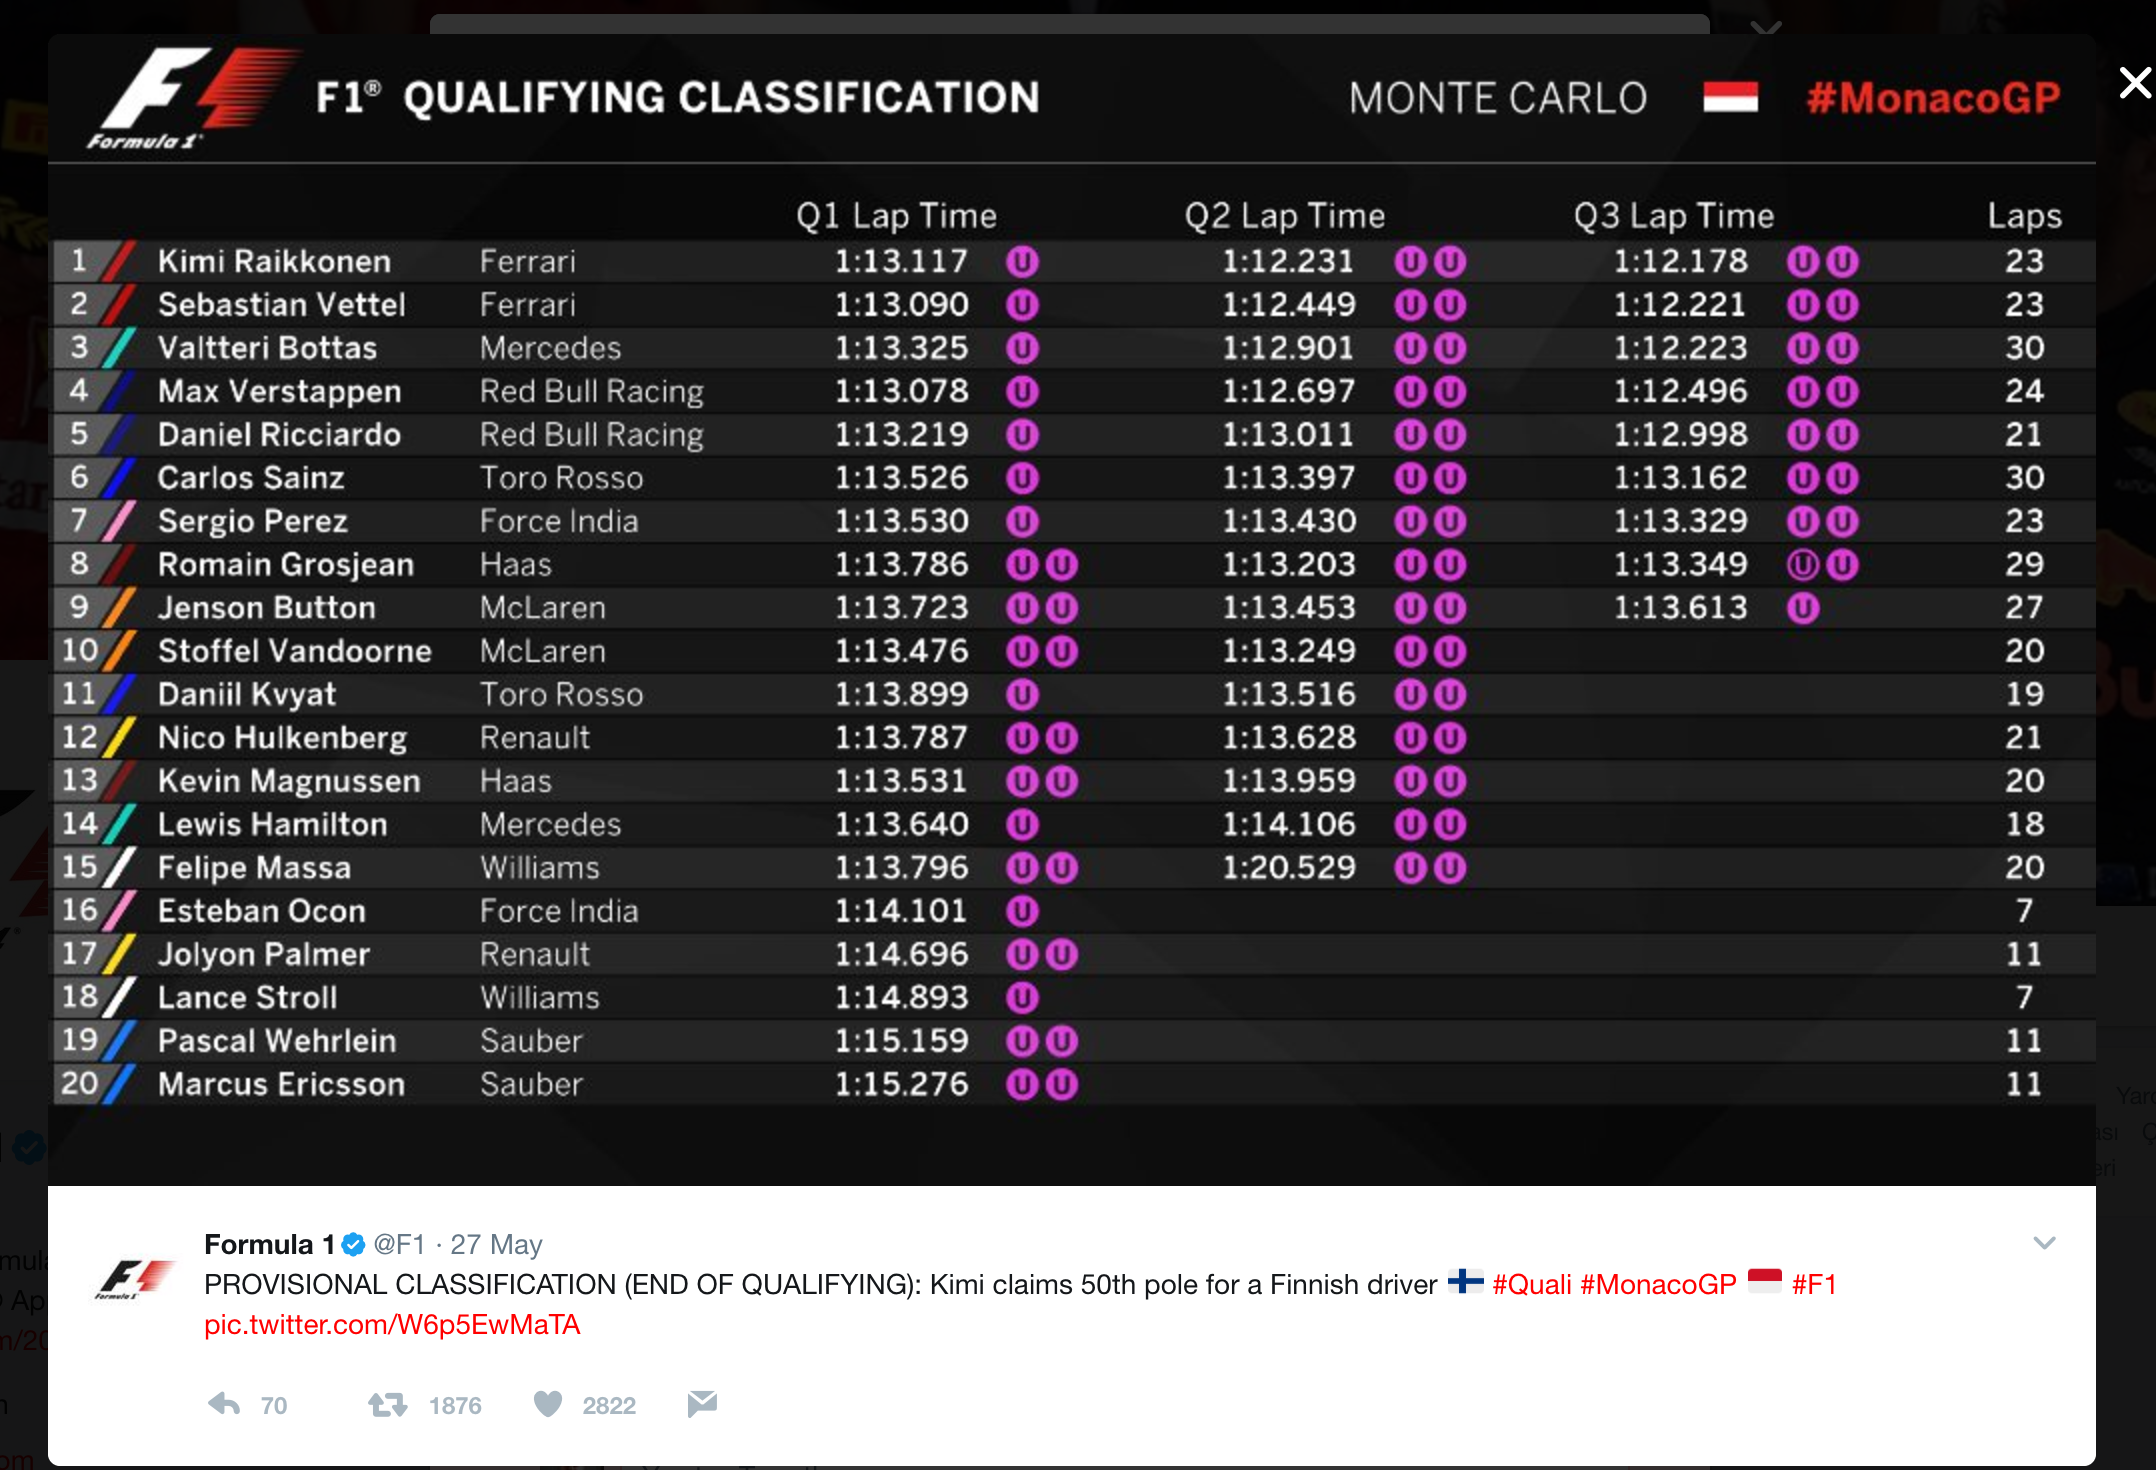 Formula 1
F1® QUALIFYING CLASSIFICATION MONTE CARLO #MonacoGP
Q1 Lap Time Q2 Lap Time Q3 Lap Time Laps
1 Kimi Raikkonen Ferrari 1:13.117 U 1:12.231 U U 1:12.178 U U 23
2 Sebastian Vettel Ferrari 1:13.090 U 1:12.449 U U 1:12.221 U U 23
3 Valtteri Bottas Mercedes 1:13.325 U 1:12.901 U U 1:12.223 U U 30
4 Max Verstappen Red Bull Racing 1:13.078 U 1:12.697 U U 1:12.496 U U 24
5 Daniel Ricciardo Red Bull Racing 1:13.219 U 1:13.011 U U 1:12.998 U U 21
6 Carlos Sainz Toro Rosso 1:13.526 U 1:13.397 U U 1:13.162 U U 30
7 Sergio Perez Force India 1:13.530 U 1:13.430 U U 1:13.329 U U 23
8 Romain Grosjean Haas 1:13.786 U U 1:13.203 U U 1:13.349 U U 29
9 Jenson Button McLaren 1:13.723 U U 1:13.453 U U 1:13.613 U 27
10 Stoffel Vandoorne McLaren 1:13.476 U U 1:13.249 U U 20
11 Daniil Kvyat Toro Rosso 1:13.899 U 1:13.516 U U 19
12 Nico Hulkenberg Renault 1:13.787 U U 1:13.628 U U 21
13 Kevin Magnussen Haas 1:13.531 U U 1:13.959 U U 20
14 Lewis Hamilton Mercedes 1:13.640 U 1:14.106 U U 18
15 Felipe Massa Williams 1:13.796 U U 1:20.529 U U 20
16 Esteban Ocon Force India 1:14.101 U 7
17 Jolyon Palmer Renault 1:14.696 U U 11
18 Lance Stroll Williams 1:14.893 U 7
19 Pascal Wehrlein Sauber 1:15.159 U U 11
20 Marcus Ericsson Sauber 1:15.276 U U 11
Formula 1 @F1 · 27 May
PROVISIONAL CLASSIFICATION (END OF QUALIFYING): Kimi claims 50th pole for a Finnish driver 🇫🇮 #Quali #MonacoGP 🇲🇨 #F1
pic.twitter.com/W6p5EwMaTA
70 1876 2822